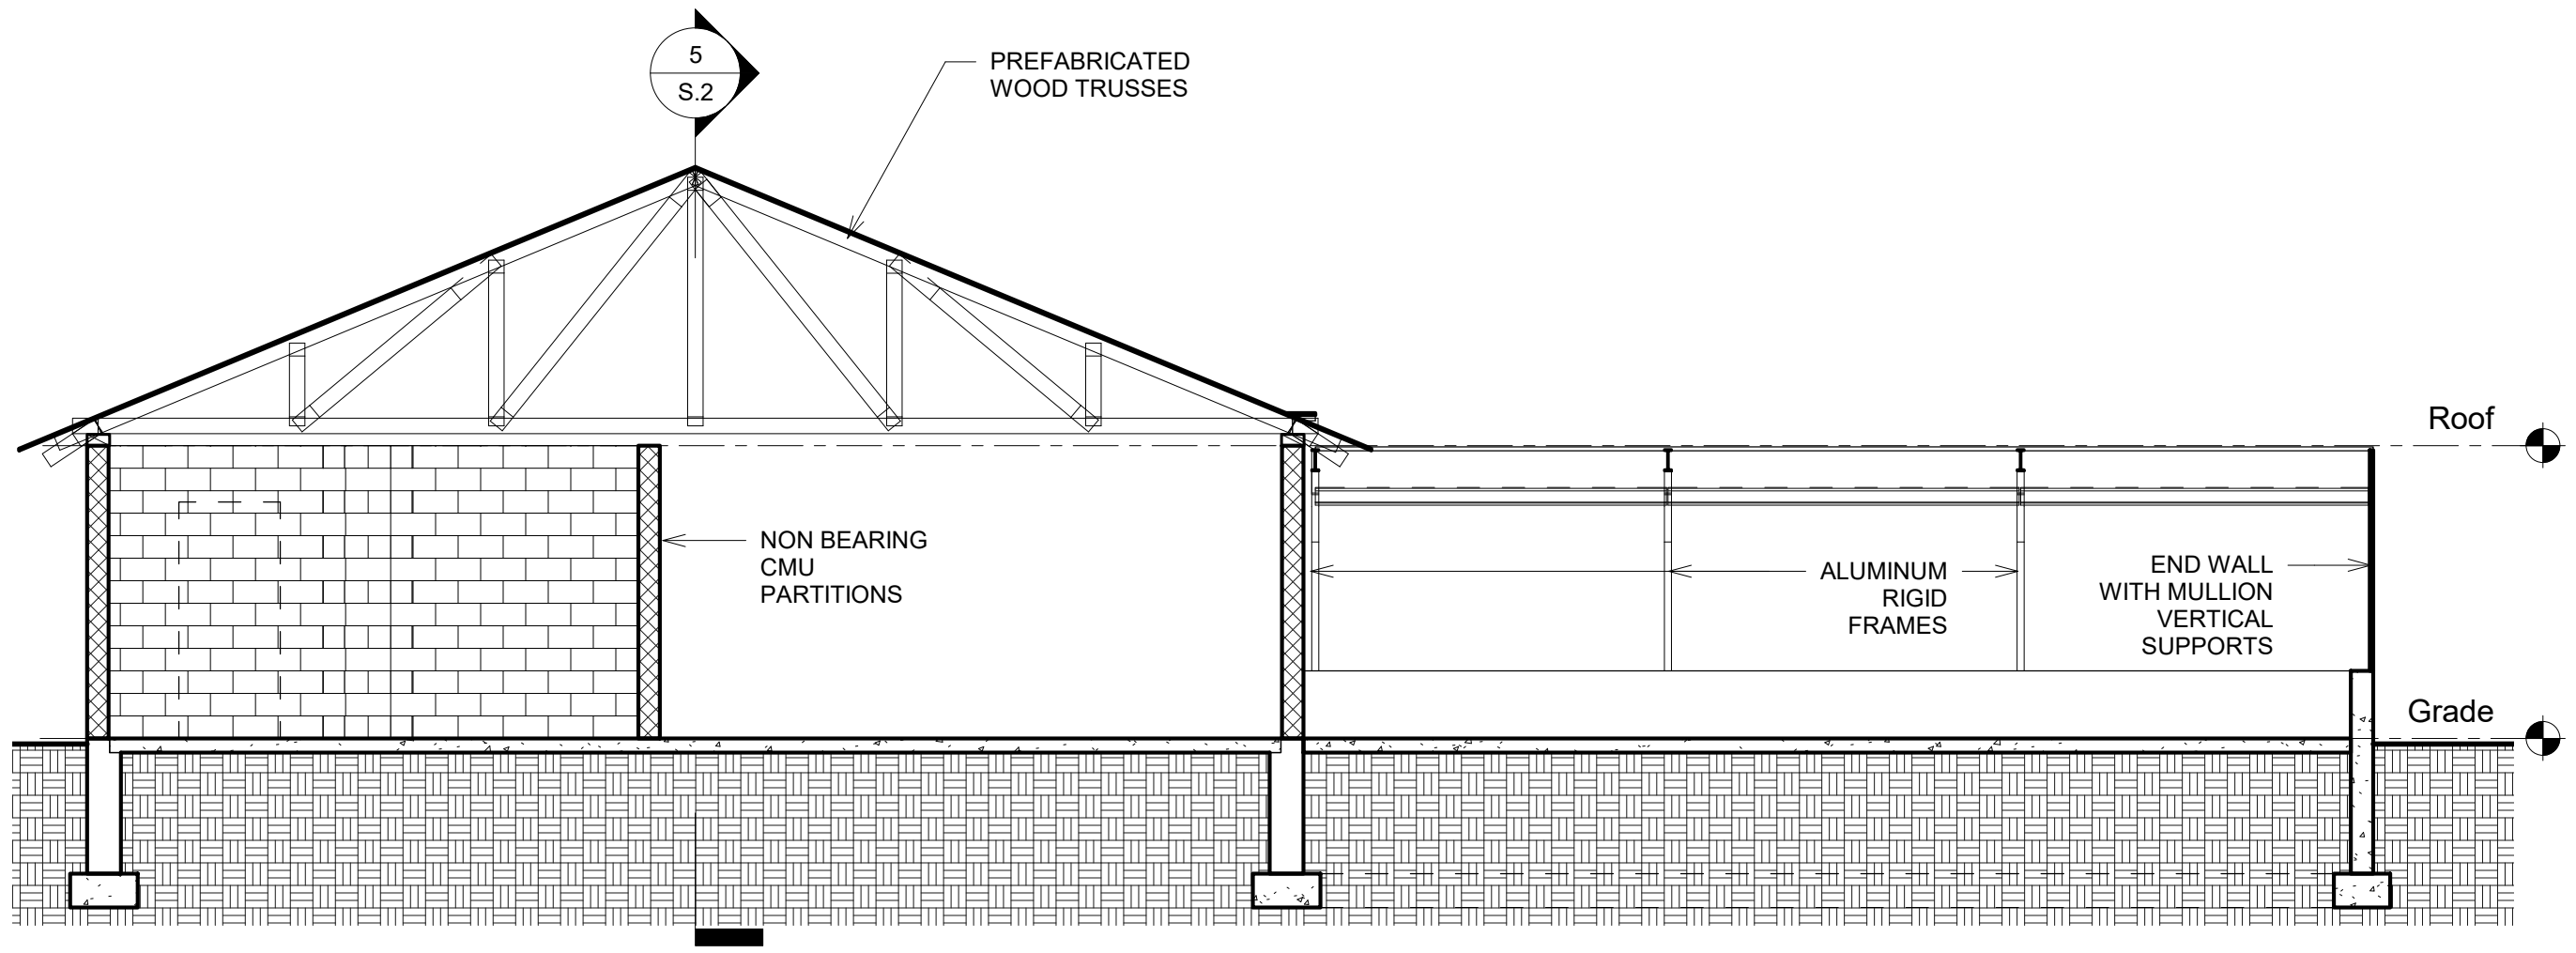 5
S.2
PREFABRICATED
WOOD TRUSSES
Roof
NON BEARING
CMU
PARTITIONS
ALUMINUM
RIGID
FRAMES
END WALL
WITH MULLION
VERTICAL
SUPPORTS
Grade